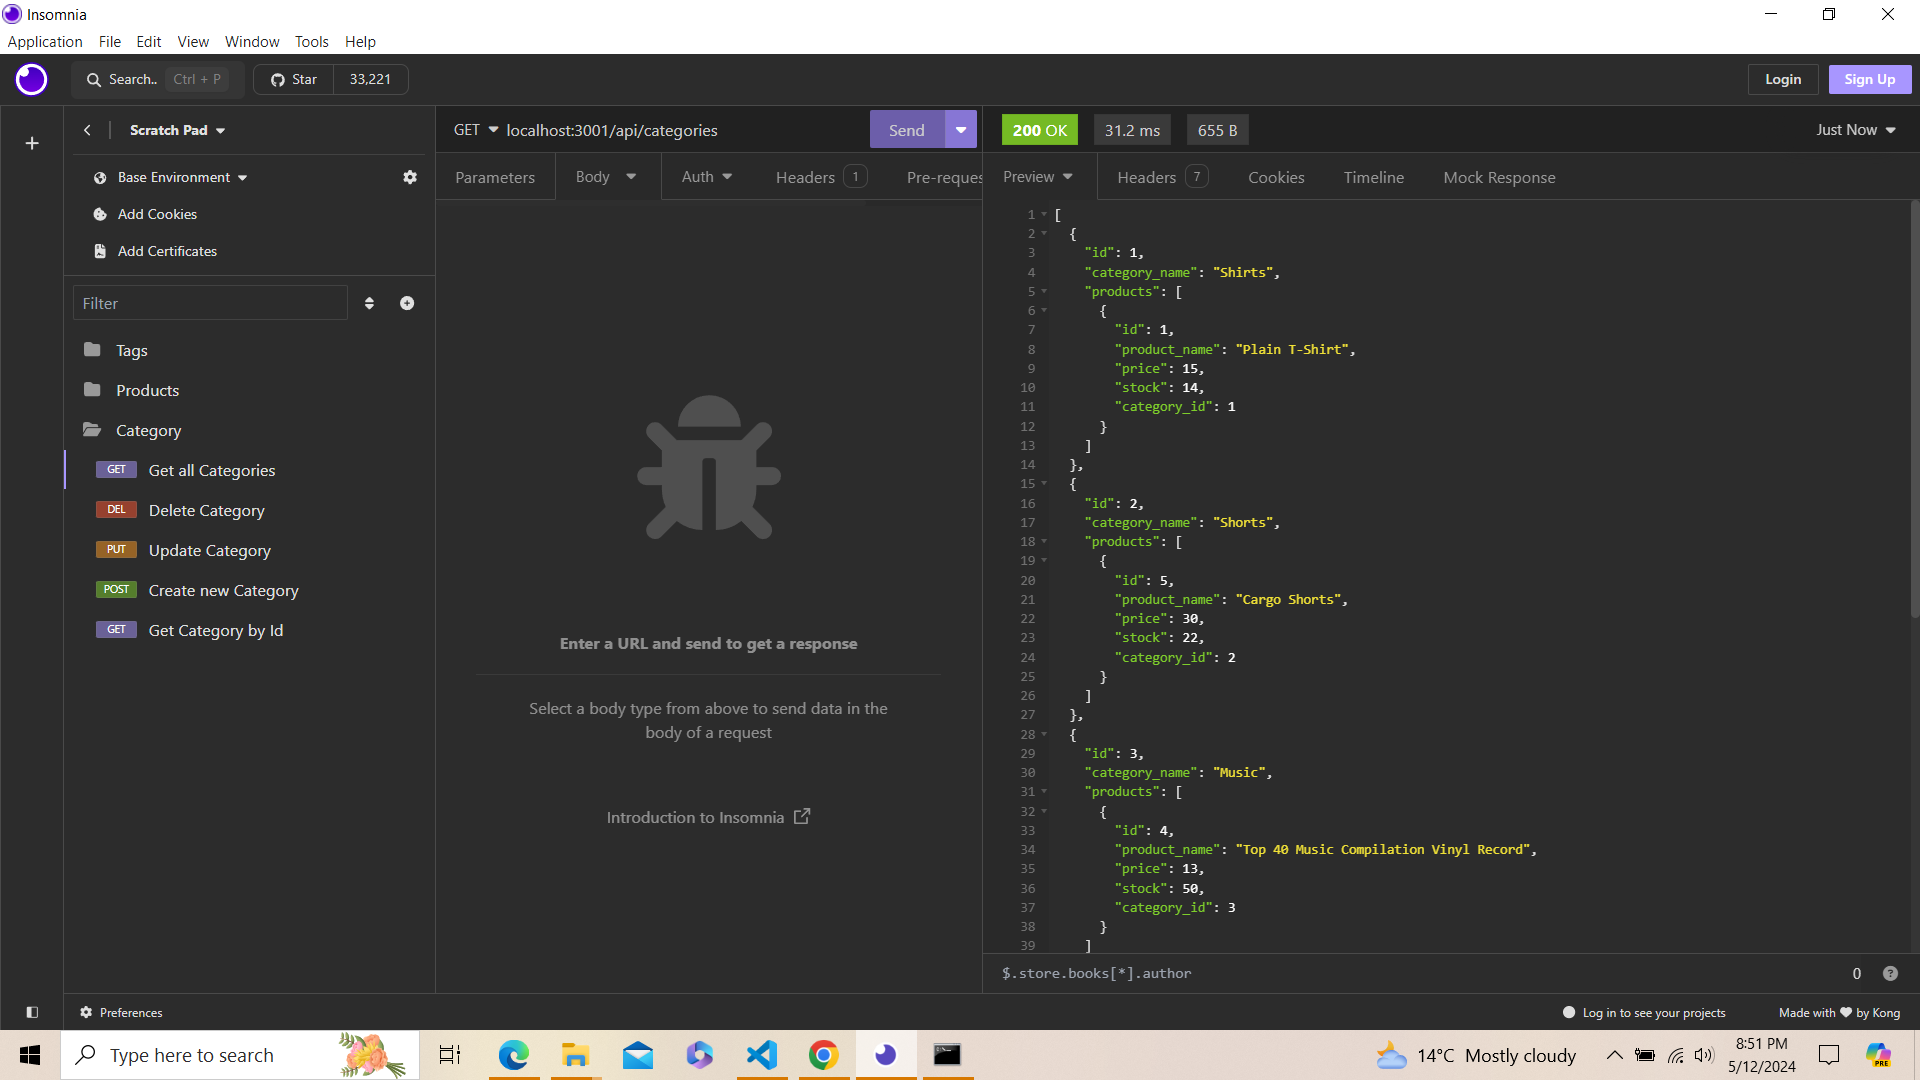 Insomnia
Application File Edit View Window Tools Help
Search.. Ctrl + P Star 33,221 Login Sign Up
Scratch Pad
Base Environment
Add Cookies
Add Certificates
Filter
Tags
Products
Category
GET Get all Categories
DEL Delete Category
PUT Update Category
POST Create new Category
GET Get Category by Id
GET localhost:3001/api/categories Send
Parameters Body Auth Headers 1 Pre-reques
Enter a URL and send to get a response
Select a body type from above to send data in the
body of a request
Introduction to Insomnia
200 OK 31.2 ms 655 B Just Now
Preview Headers 7 Cookies Timeline Mock Response
1 [
2 {
3 "id": 1,
4 "category_name": "Shirts",
5 "products": [
6 {
7 "id": 1,
8 "product_name": "Plain T-Shirt",
9 "price": 15,
10 "stock": 14,
11 "category_id": 1
12 }
13 ]
14 },
15 {
16 "id": 2,
17 "category_name": "Shorts",
18 "products": [
19 {
20 "id": 5,
21 "product_name": "Cargo Shorts",
22 "price": 30,
23 "stock": 22,
24 "category_id": 2
25 }
26 ]
27 },
28 {
29 "id": 3,
30 "category_name": "Music",
31 "products": [
32 {
33 "id": 4,
34 "product_name": "Top 40 Music Compilation Vinyl Record",
35 "price": 13,
36 "stock": 50,
37 "category_id": 3
38 }
39 ]
$.store.books[*].author 0 ?
Preferences Log in to see your projects Made with ♥ by Kong
Type here to search 14°C Mostly cloudy 8:51 PM
5/12/2024
PRE